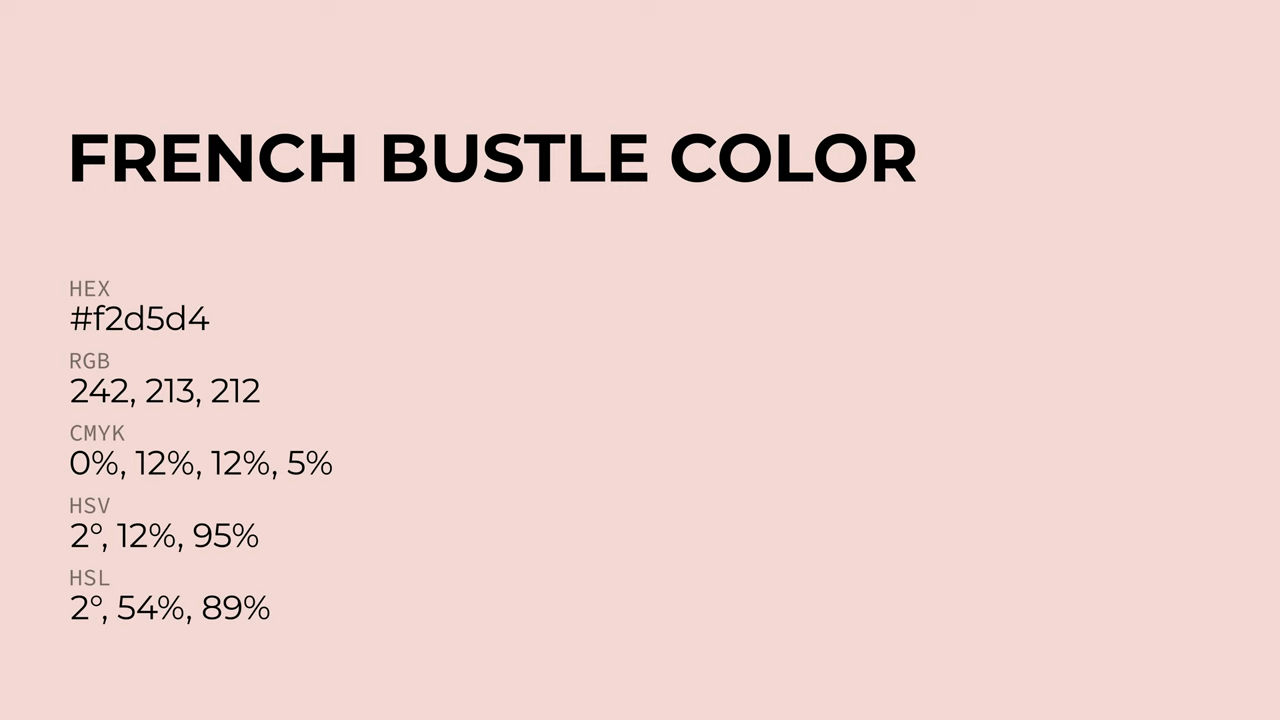 FRENCH BUSTLE COLOR
HEX
#f2d5d4
RGB
242, 213, 212
CMYK
0%, 12%, 12%, 5%
HSV
2°, 12%, 95%
HSL
2°, 54%, 89%